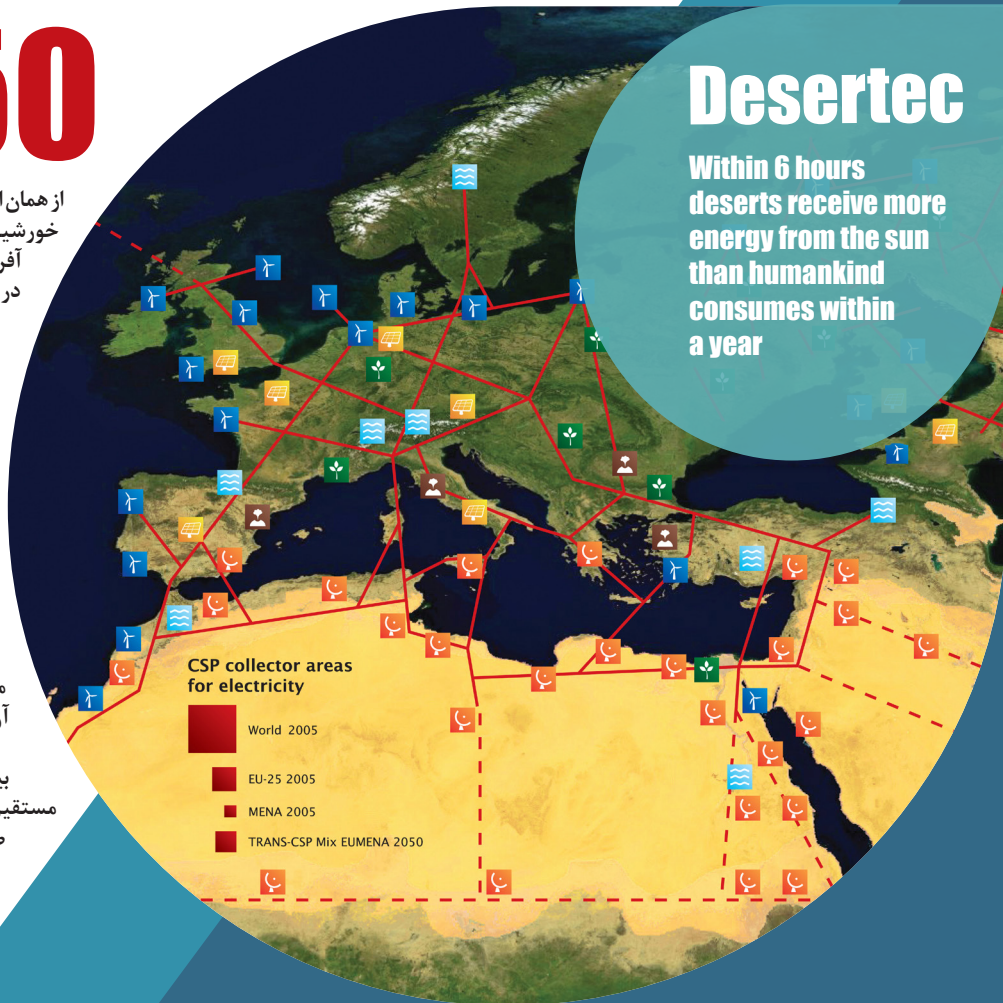 50
از همان
خورشید
آفر
در
Desertec
Within 6 hours
deserts receive more
energy from the sun
than humankind
consumes within
a year
CSP collector areas
for electricity
World 2005
EU-25 2005
MENA 2005
TRANS-CSP Mix EUMENA 2050